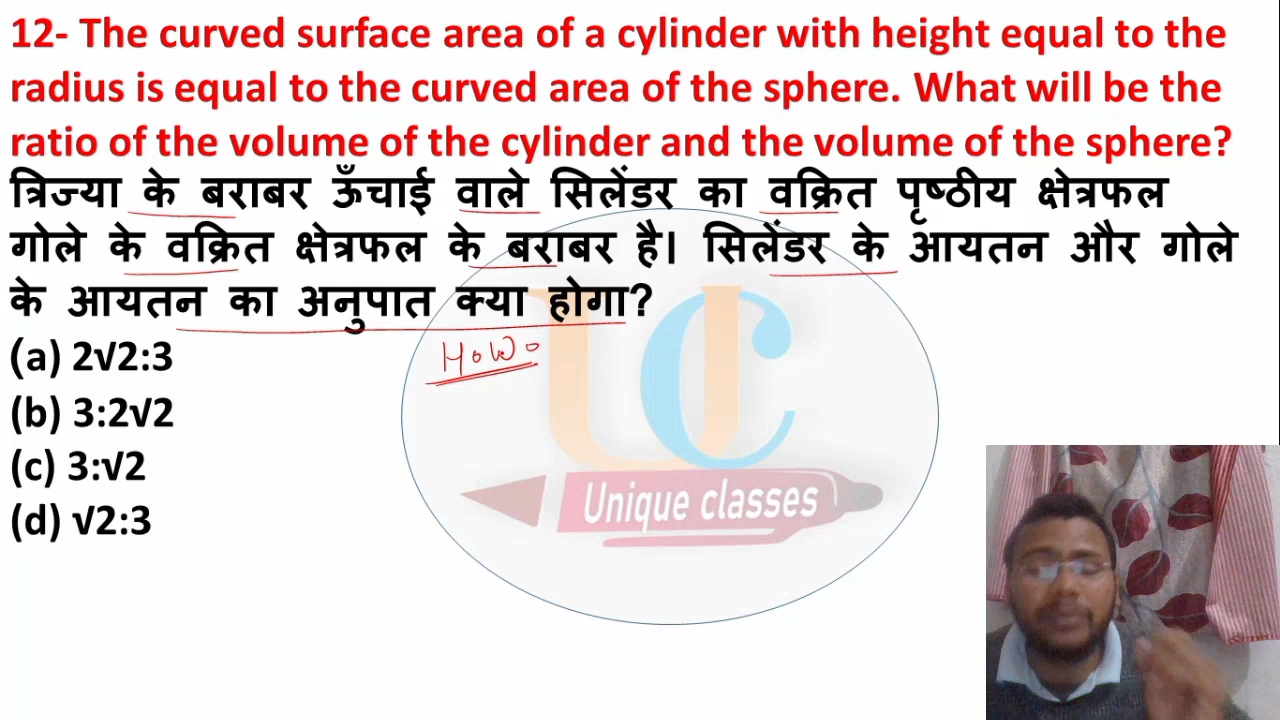 12- The curved surface area of a cylinder with height equal to the
radius is equal to the curved area of the sphere. What will be the
ratio of the volume of the cylinder and the volume of the sphere?
त्रिज्या के बराबर ऊँचाई वाले सिलेंडर का वक्रित पृष्ठीय क्षेत्रफल
गोले के वक्रित क्षेत्रफल के बराबर है। सिलेंडर के आयतन और गोले
के आयतन का अनुपात क्या होगा?
(a) 2√2:3
H.W.
(b) 3:2√2
(c) 3:√2
(d) √2:3
UC
Unique classes